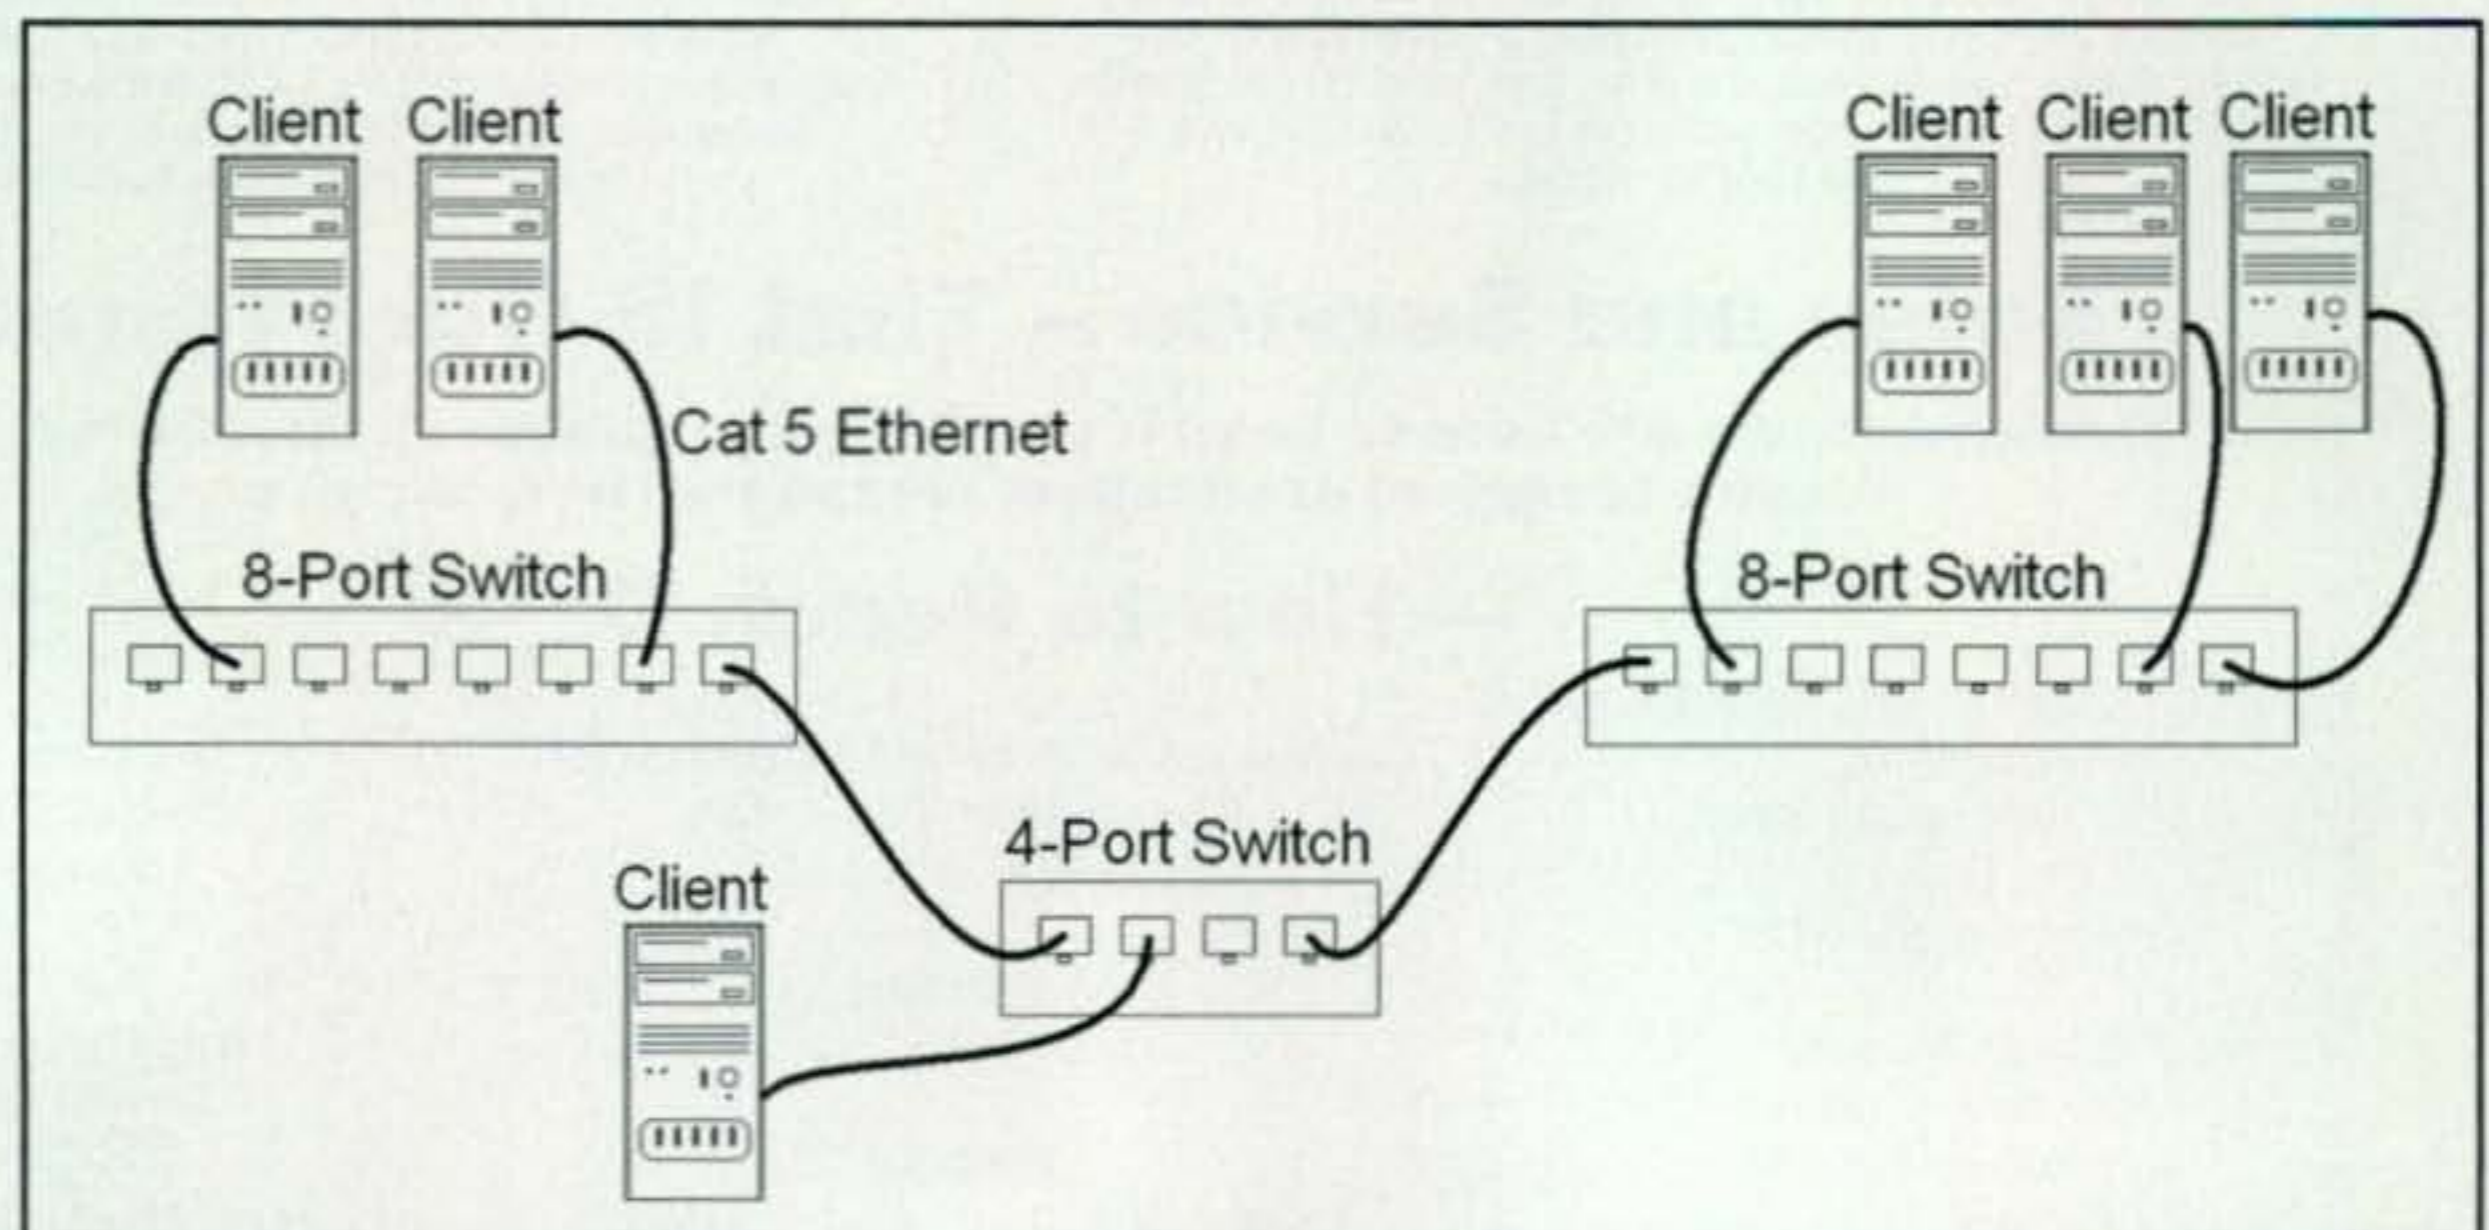 Client Client
Client Client Client
Cat 5 Ethernet
8-Port Switch
8-Port Switch
4-Port Switch
Client